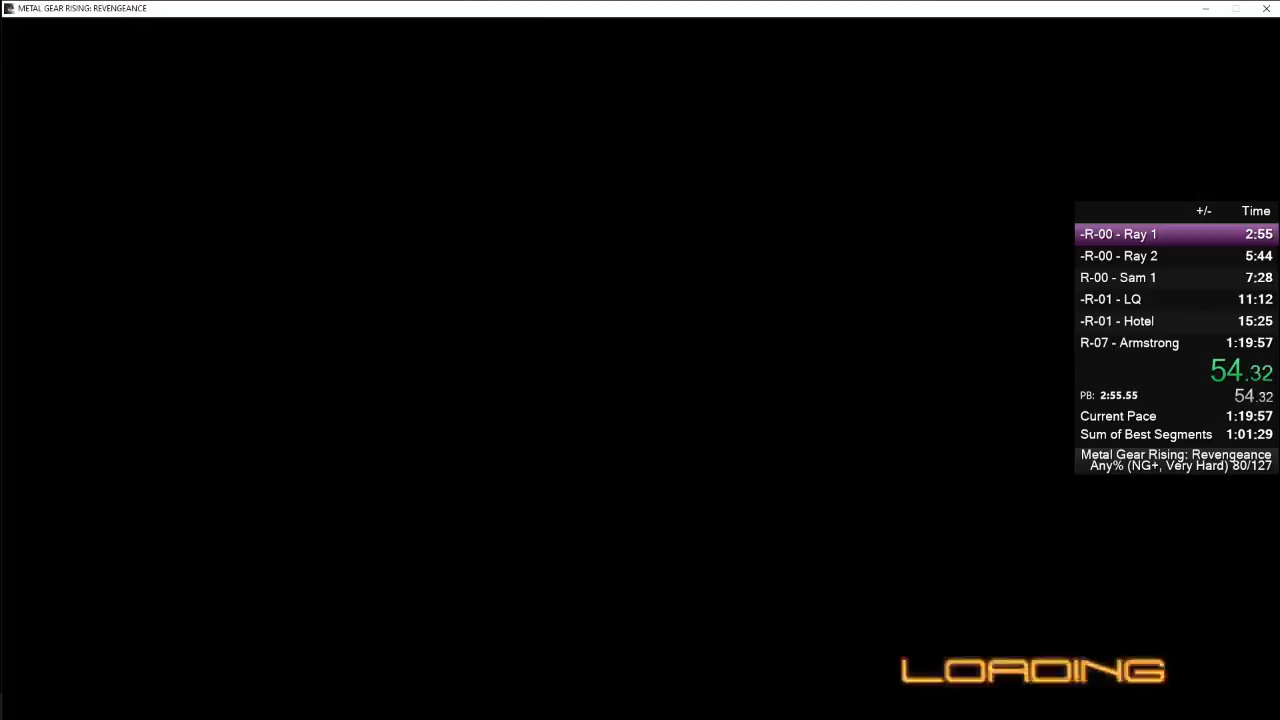 METAL GEAR RISING: REVENGEANCE
+/- Time
-R-00 - Ray 1 2:55
-R-00 - Ray 2 5:44
R-00 - Sam 1 7:28
-R-01 - LQ 11:12
-R-01 - Hotel 15:25
R-07 - Armstrong 1:19:57
54.32
PB: 2:55.55 54.32
Current Pace 1:19:57
Sum of Best Segments 1:01:29
Metal Gear Rising: Revengeance
Any% (NG+, Very Hard) 80/127
LOADING